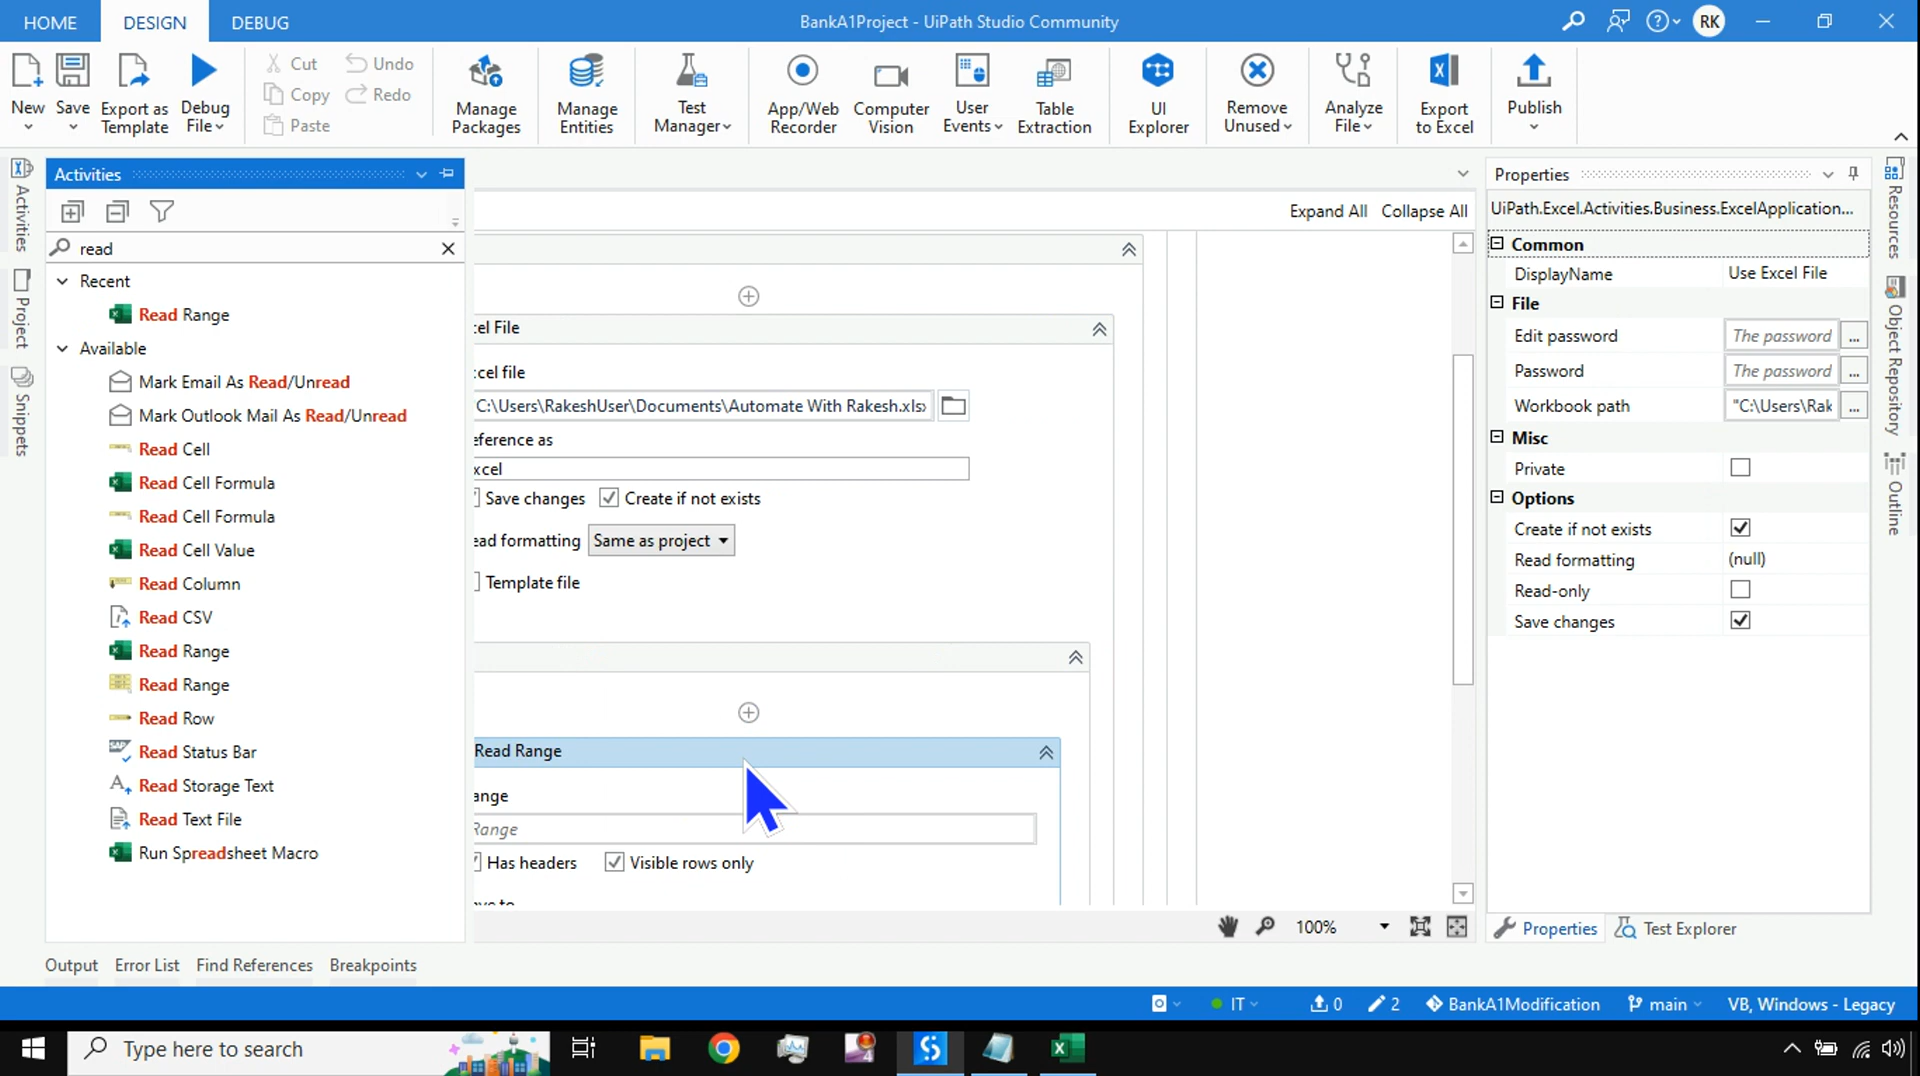 HOME DESIGN DEBUG BankA1Project - UiPath Studio Community RK
New Save Export as Template Debug File Cut Copy Paste Undo Redo Manage Packages Manage Entities Test Manager App/Web Recorder Computer Vision User Events Table Extraction UI Explorer Remove Unused Analyze File Export to Excel Publish
Activities
Project
Snippets
Activities
read
Recent
Read Range
Available
Mark Email As Read/Unread
Mark Outlook Mail As Read/Unread
Read Cell
Read Cell Formula
Read Cell Formula
Read Cell Value
Read Column
Read CSV
Read Range
Read Range
Read Row
Read Status Bar
Read Storage Text
Read Text File
Run Spreadsheet Macro
Expand All Collapse All
cel File
xcel file
C:\Users\RakeshUser\Documents\Automate With Rakesh.xls
eference as
xcel
Save changes Create if not exists
ead formatting Same as project
Template file
Read Range
ange
Range
Has headers Visible rows only
100%
Properties
UiPath.Excel.Activities.Business.ExcelApplication...
Common
DisplayName Use Excel File
File
Edit password The password ...
Password The password ...
Workbook path "C:\Users\Rak ...
Misc
Private
Options
Create if not exists
Read formatting (null)
Read-only
Save changes
Properties Test Explorer
Resources
Object Repository
Outline
Output Error List Find References Breakpoints
IT 0 2 BankA1Modification main VB, Windows - Legacy
Type here to search
4